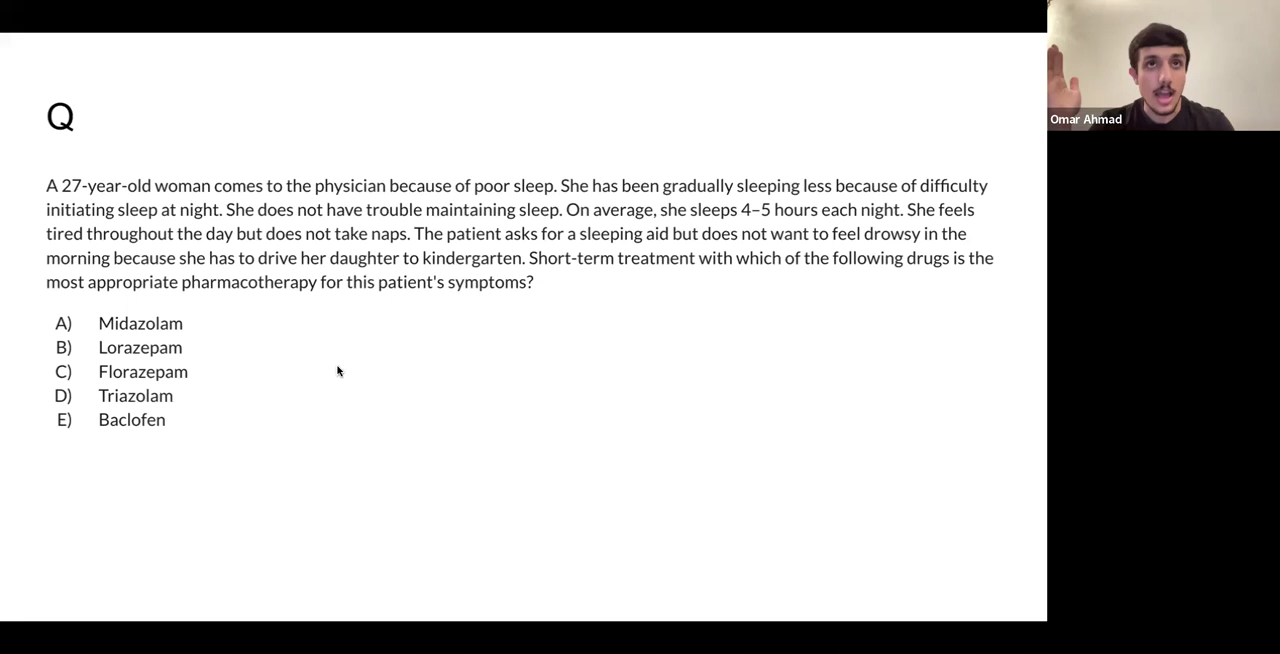 Q
A 27-year-old woman comes to the physician because of poor sleep. She has been gradually sleeping less because of difficulty
initiating sleep at night. She does not have trouble maintaining sleep. On average, she sleeps 4–5 hours each night. She feels
tired throughout the day but does not take naps. The patient asks for a sleeping aid but does not want to feel drowsy in the
morning because she has to drive her daughter to kindergarten. Short-term treatment with which of the following drugs is the
most appropriate pharmacotherapy for this patient's symptoms?
A) Midazolam
B) Lorazepam
C) Florazepam
D) Triazolam
E) Baclofen
Omar Ahmad